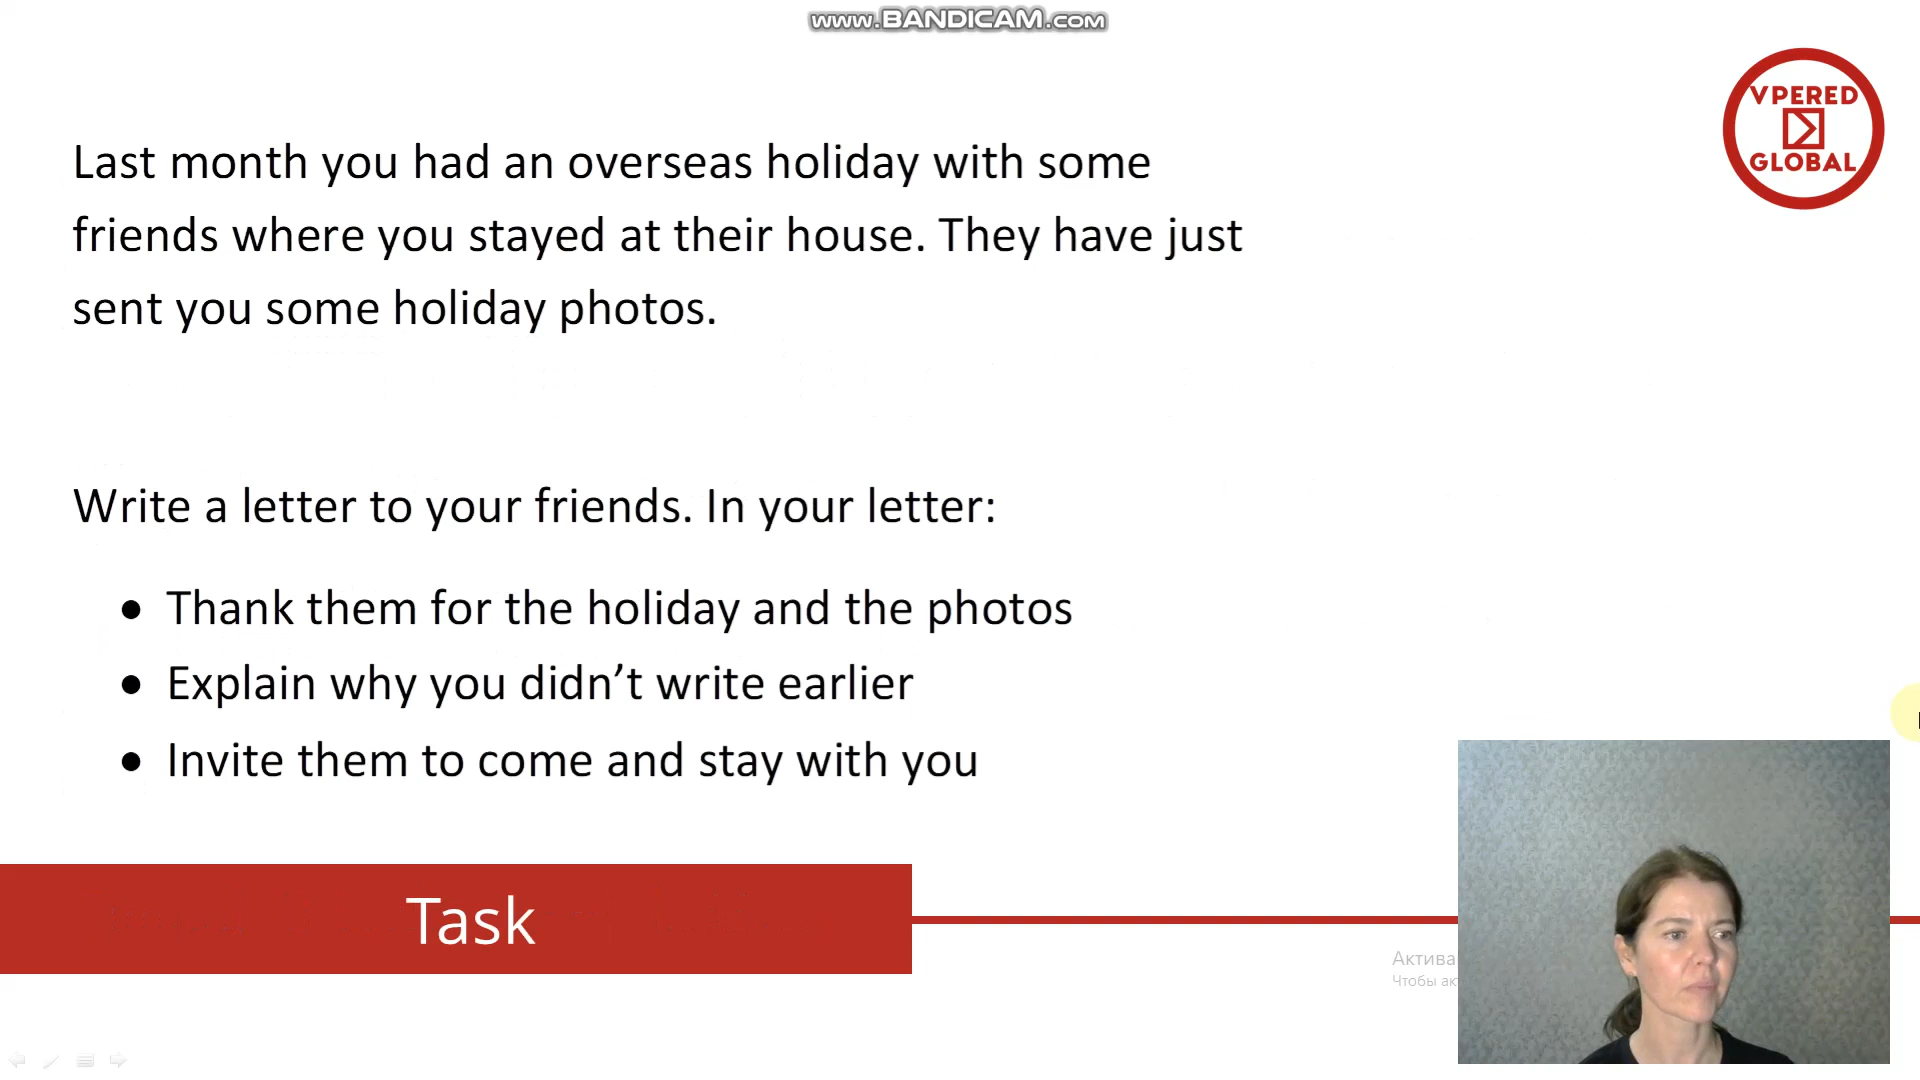 www.BANDICAM.com
VPERED
GLOBAL
Last month you had an overseas holiday with some
friends where you stayed at their house. They have just
sent you some holiday photos.
Write a letter to your friends. In your letter:
• Thank them for the holiday and the photos
• Explain why you didn’t write earlier
• Invite them to come and stay with you
Task
Актива
Чтобы ак